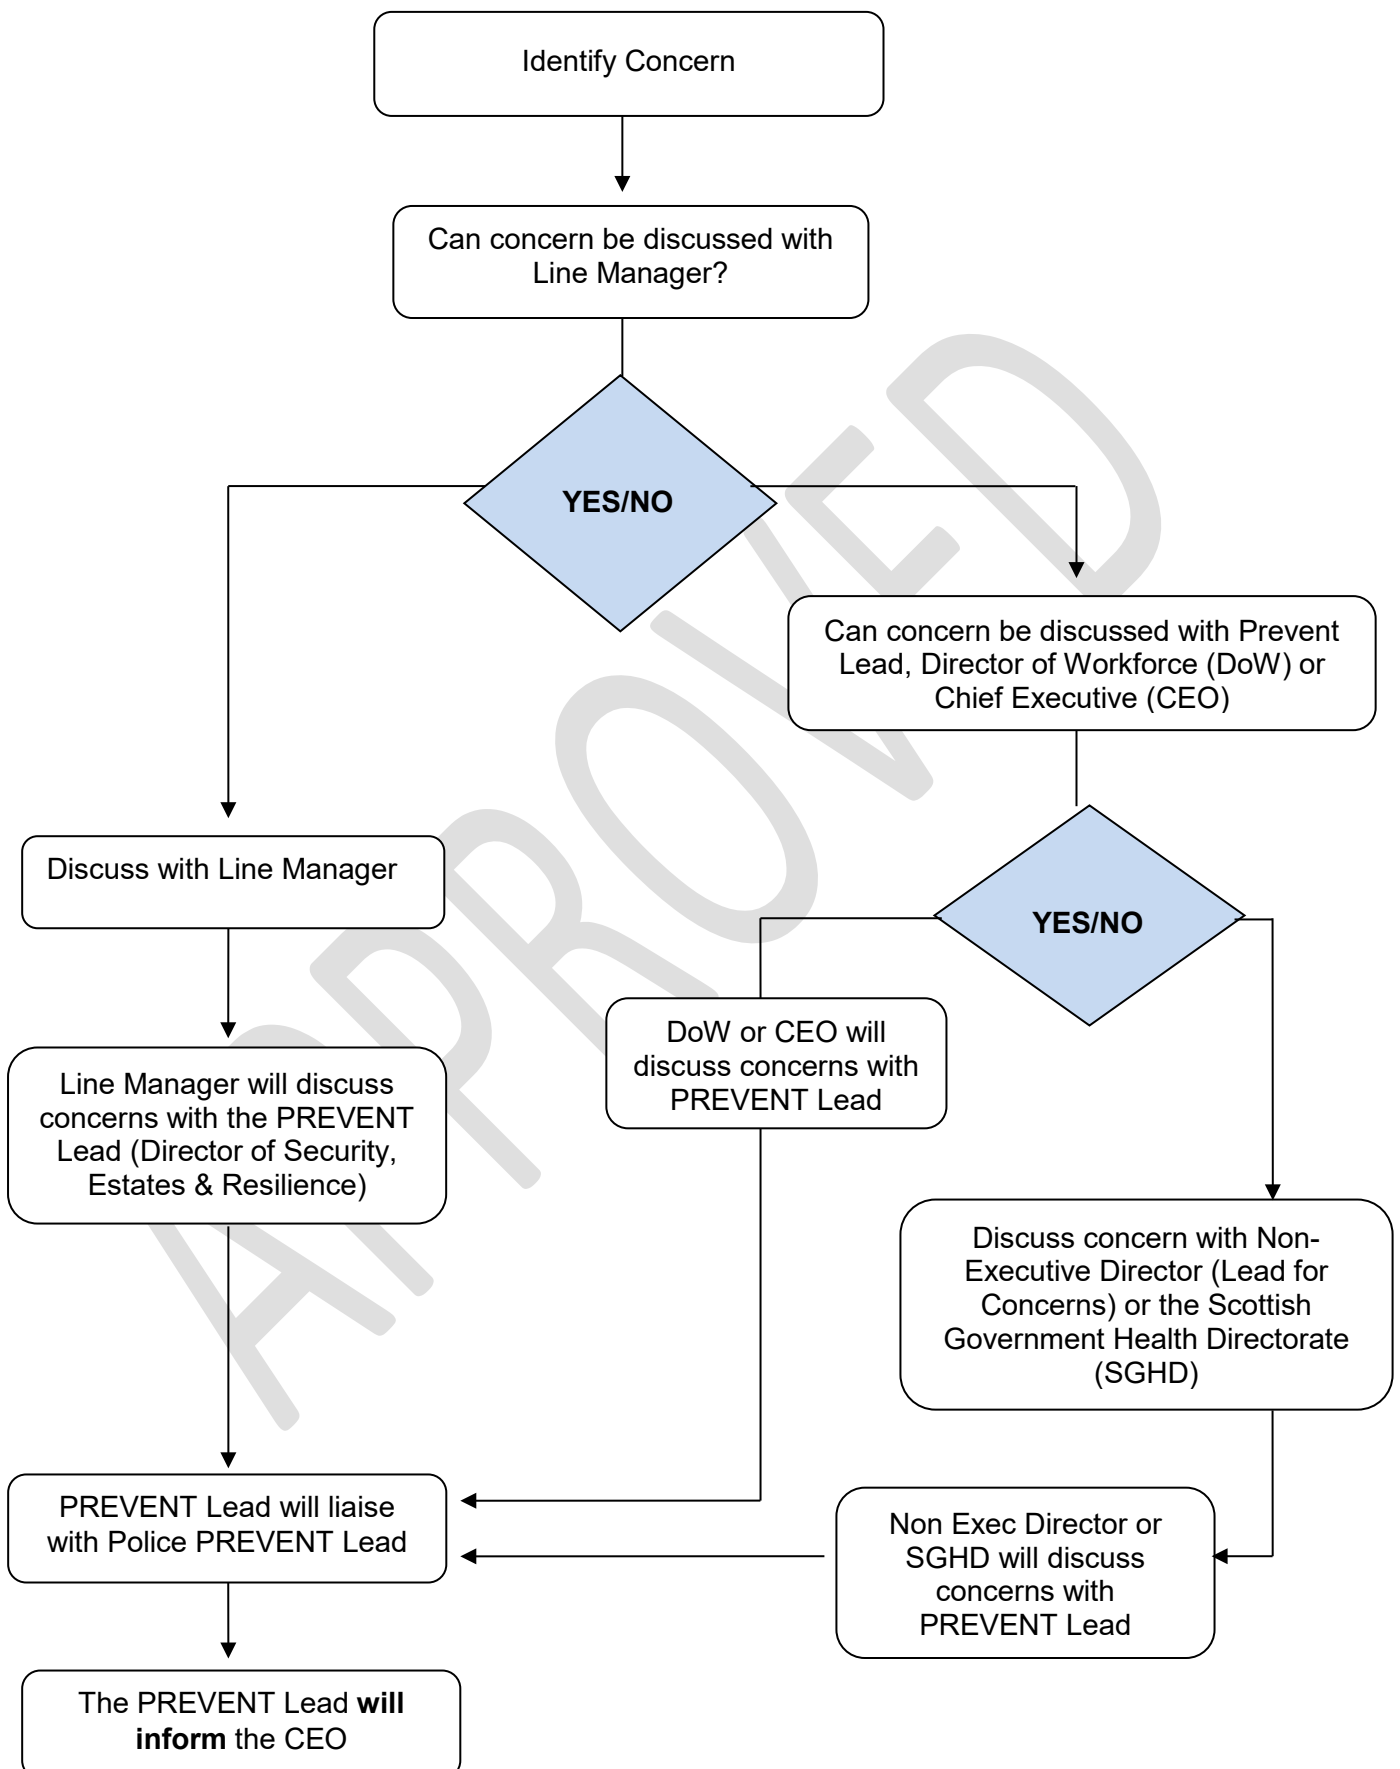 Identify Concern
Can concern be discussed with
Line Manager?
YES/NO
Can concern be discussed with Prevent
Lead, Director of Workforce (DoW) or
Chief Executive (CEO)
Discuss with Line Manager
YES/NO
DoW or CEO will
discuss concerns with
PREVENT Lead
Line Manager will discuss
concerns with the PREVENT
Lead (Director of Security,
Estates & Resilience)
Discuss concern with Non-
Executive Director (Lead for
Concerns) or the Scottish
Government Health Directorate
(SGHD)
PREVENT Lead will liaise
with Police PREVENT Lead
Non Exec Director or
SGHD will discuss
concerns with
PREVENT Lead
The PREVENT Lead will
inform the CEO
APPROVED